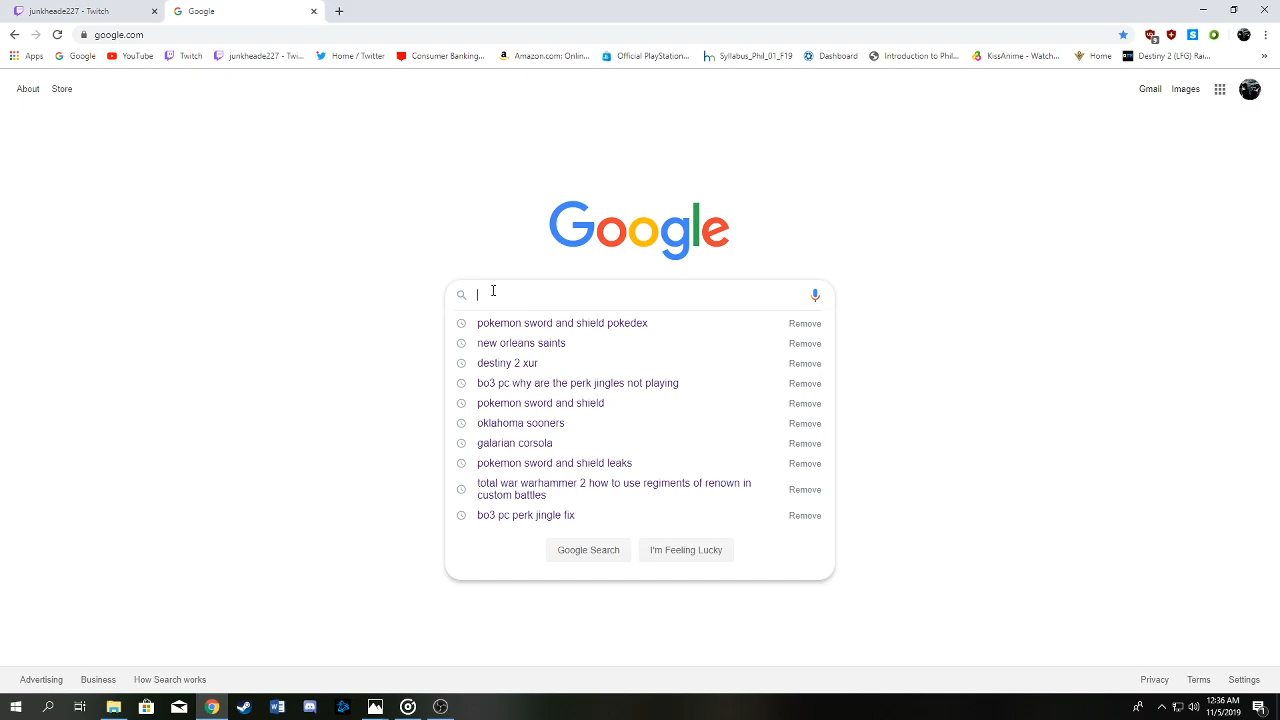 junkheade227 - Twitch
Google
google.com
Apps Google YouTube Twitch junkheade227 - Twi... Home / Twitter Consumer Banking... Amazon.com: Onlin... Official PlayStation... Syllabus_Phil_01_F19 Dashboard Introduction to Phil... KissAnime - Watch... Home Destiny 2 (LFG) Rai... »
About Store Gmail Images
Google
pokemon sword and shield pokedex Remove
new orleans saints Remove
destiny 2 xur Remove
bo3 pc why are the perk jingles not playing Remove
pokemon sword and shield Remove
oklahoma sooners Remove
galarian corsola Remove
pokemon sword and shield leaks Remove
total war warhammer 2 how to use regiments of renown in
custom battles Remove
bo3 pc perk jingle fix Remove
Google Search I'm Feeling Lucky
Advertising Business How Search works Privacy Terms Settings
12:36 AM
11/5/2019